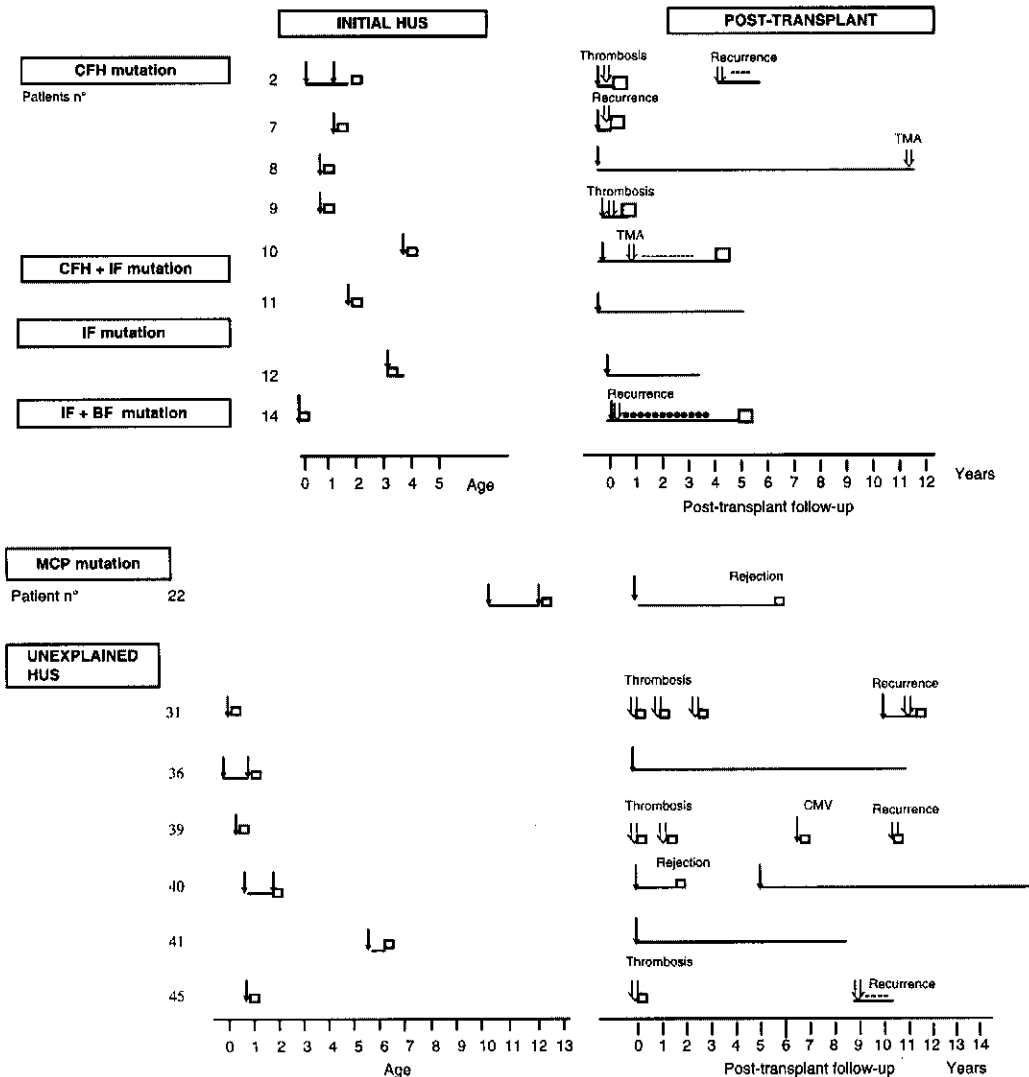 INITIAL HUS
POST-TRANSPLANT
CFH mutation
Patients n°
2
Thrombosis
Recurrence
7
Recurrence
8
TMA
9
Thrombosis
10
TMA
CFH + IF mutation
11
IF mutation
12
IF + BF mutation
14
Recurrence
0 1 2 3 4 5 Age
0 1 2 3 4 5 6 7 8 9 10 11 12 Years
Post-transplant follow-up
MCP mutation
Patient n° 22
Rejection
UNEXPLAINED
HUS
31
Thrombosis
Recurrence
36
39
Thrombosis
CMV
Recurrence
40
Rejection
41
45
Thrombosis
Recurrence
0 1 2 3 4 5 6 7 8 9 10 11 12 13
Age
0 1 2 3 4 5 6 7 8 9 10 11 12 13 14
Post-transplant follow-up Years